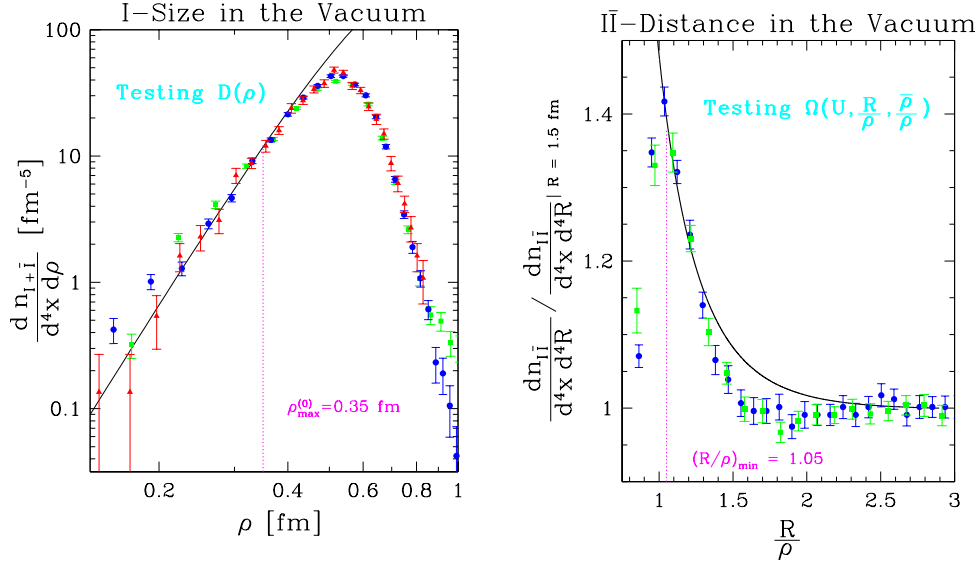 I-Size in the Vacuum
100
10
1
0.1
d n_{I+Ī} / d⁴x dρ [fm⁻⁵]
Testing D(ρ)
ρ_{max}^{(0)}=0.35 fm
0.2 0.4 0.6 0.8 1
ρ [fm]
IĪ-Distance in the Vacuum
1.4
1.2
1
dn_{IĪ} / d⁴x d⁴R / dn_{IĪ} / d⁴x d⁴R | R = 1.5 fm
Testing Ω(U, R/ρ, ρ̄/ρ)
(R/ρ)_{min} = 1.05
1 1.5 2 2.5 3
R/ρ